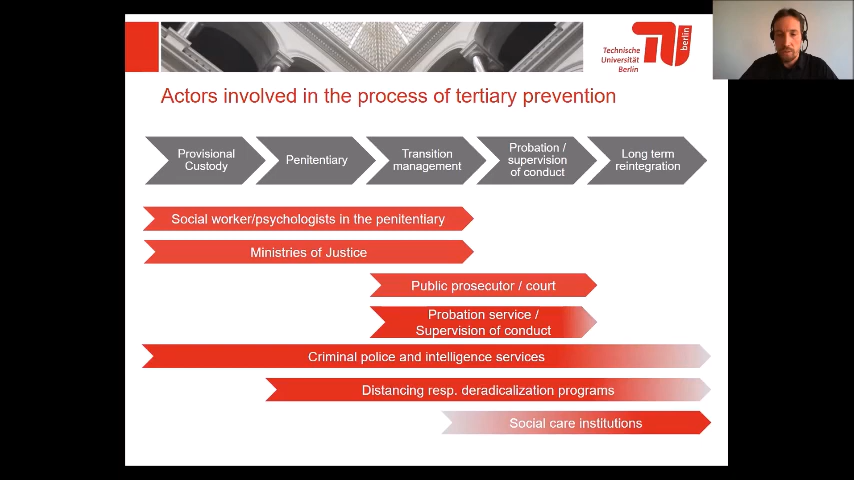 Technische
Universität
Berlin
berlin
Actors involved in the process of tertiary prevention
Provisional
Custody
Penitentiary
Transition
management
Probation /
supervision
of conduct
Long term
reintegration
Social worker/psychologists in the penitentiary
Ministries of Justice
Public prosecutor / court
Probation service /
Supervision of conduct
Criminal police and intelligence services
Distancing resp. deradicalization programs
Social care institutions